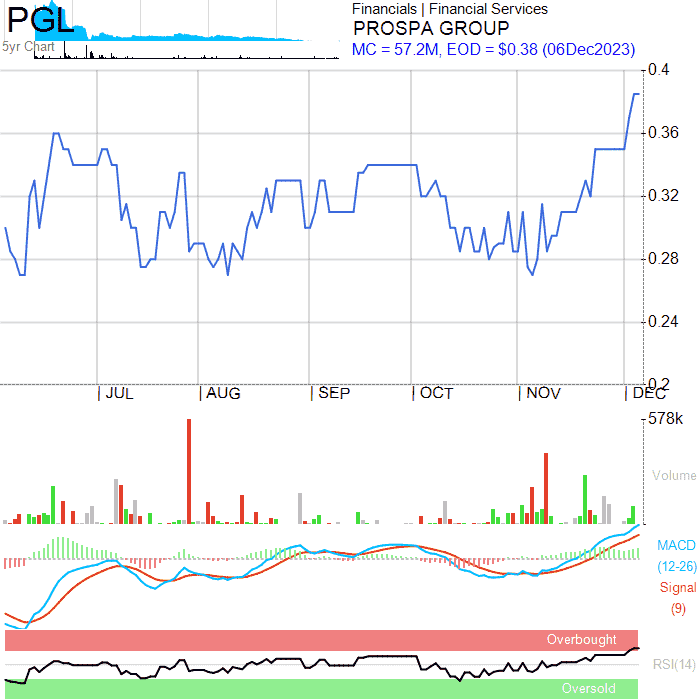 PGL
5yr Chart
Financials | Financial Services
PROSPA GROUP
MC = 57.2M, EOD = $0.38 (06Dec2023)
0.4
0.36
0.32
0.28
0.24
0.2
| JUL | AUG | SEP | OCT | NOV | DEC
578k
Volume
MACD
(12-26)
Signal
(9)
Overbought
RSI(14)
Oversold